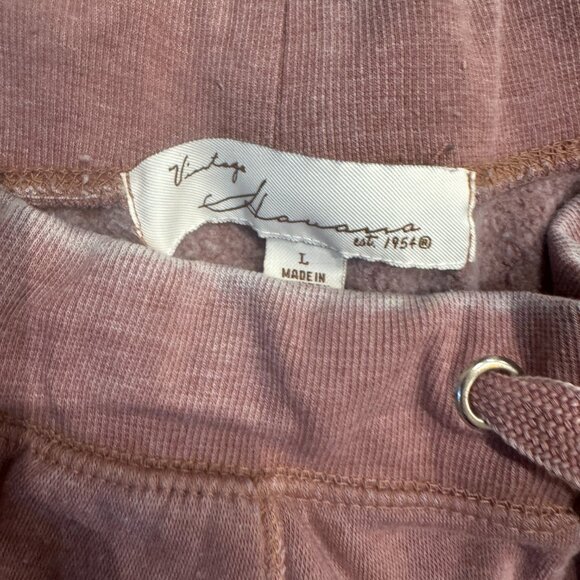 Vintage
Havana
est. 1954®
L
MADE IN